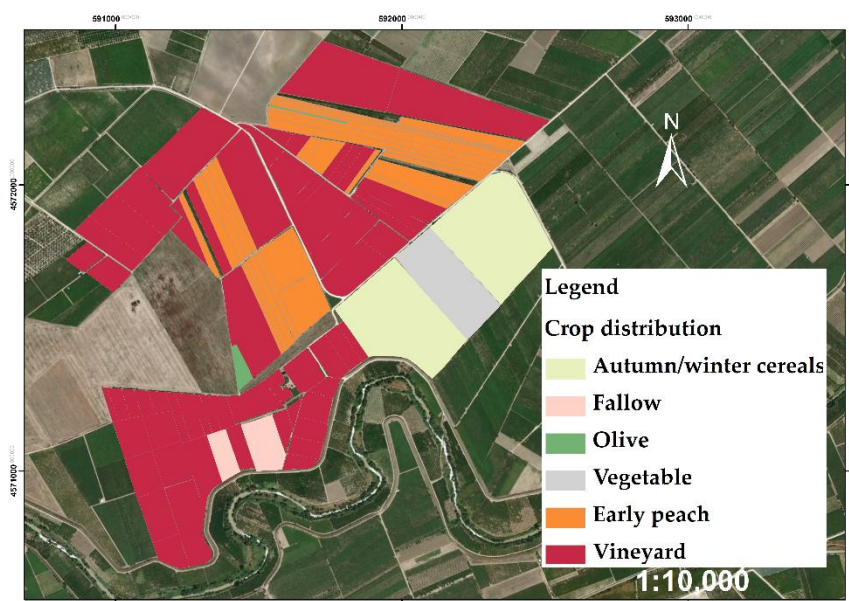 591000 592000 593000
N
4572000
Legend
Crop distribution
Autumn/winter cereals
Fallow
Olive
Vegetable
Early peach
Vineyard
4571000
1:10,000